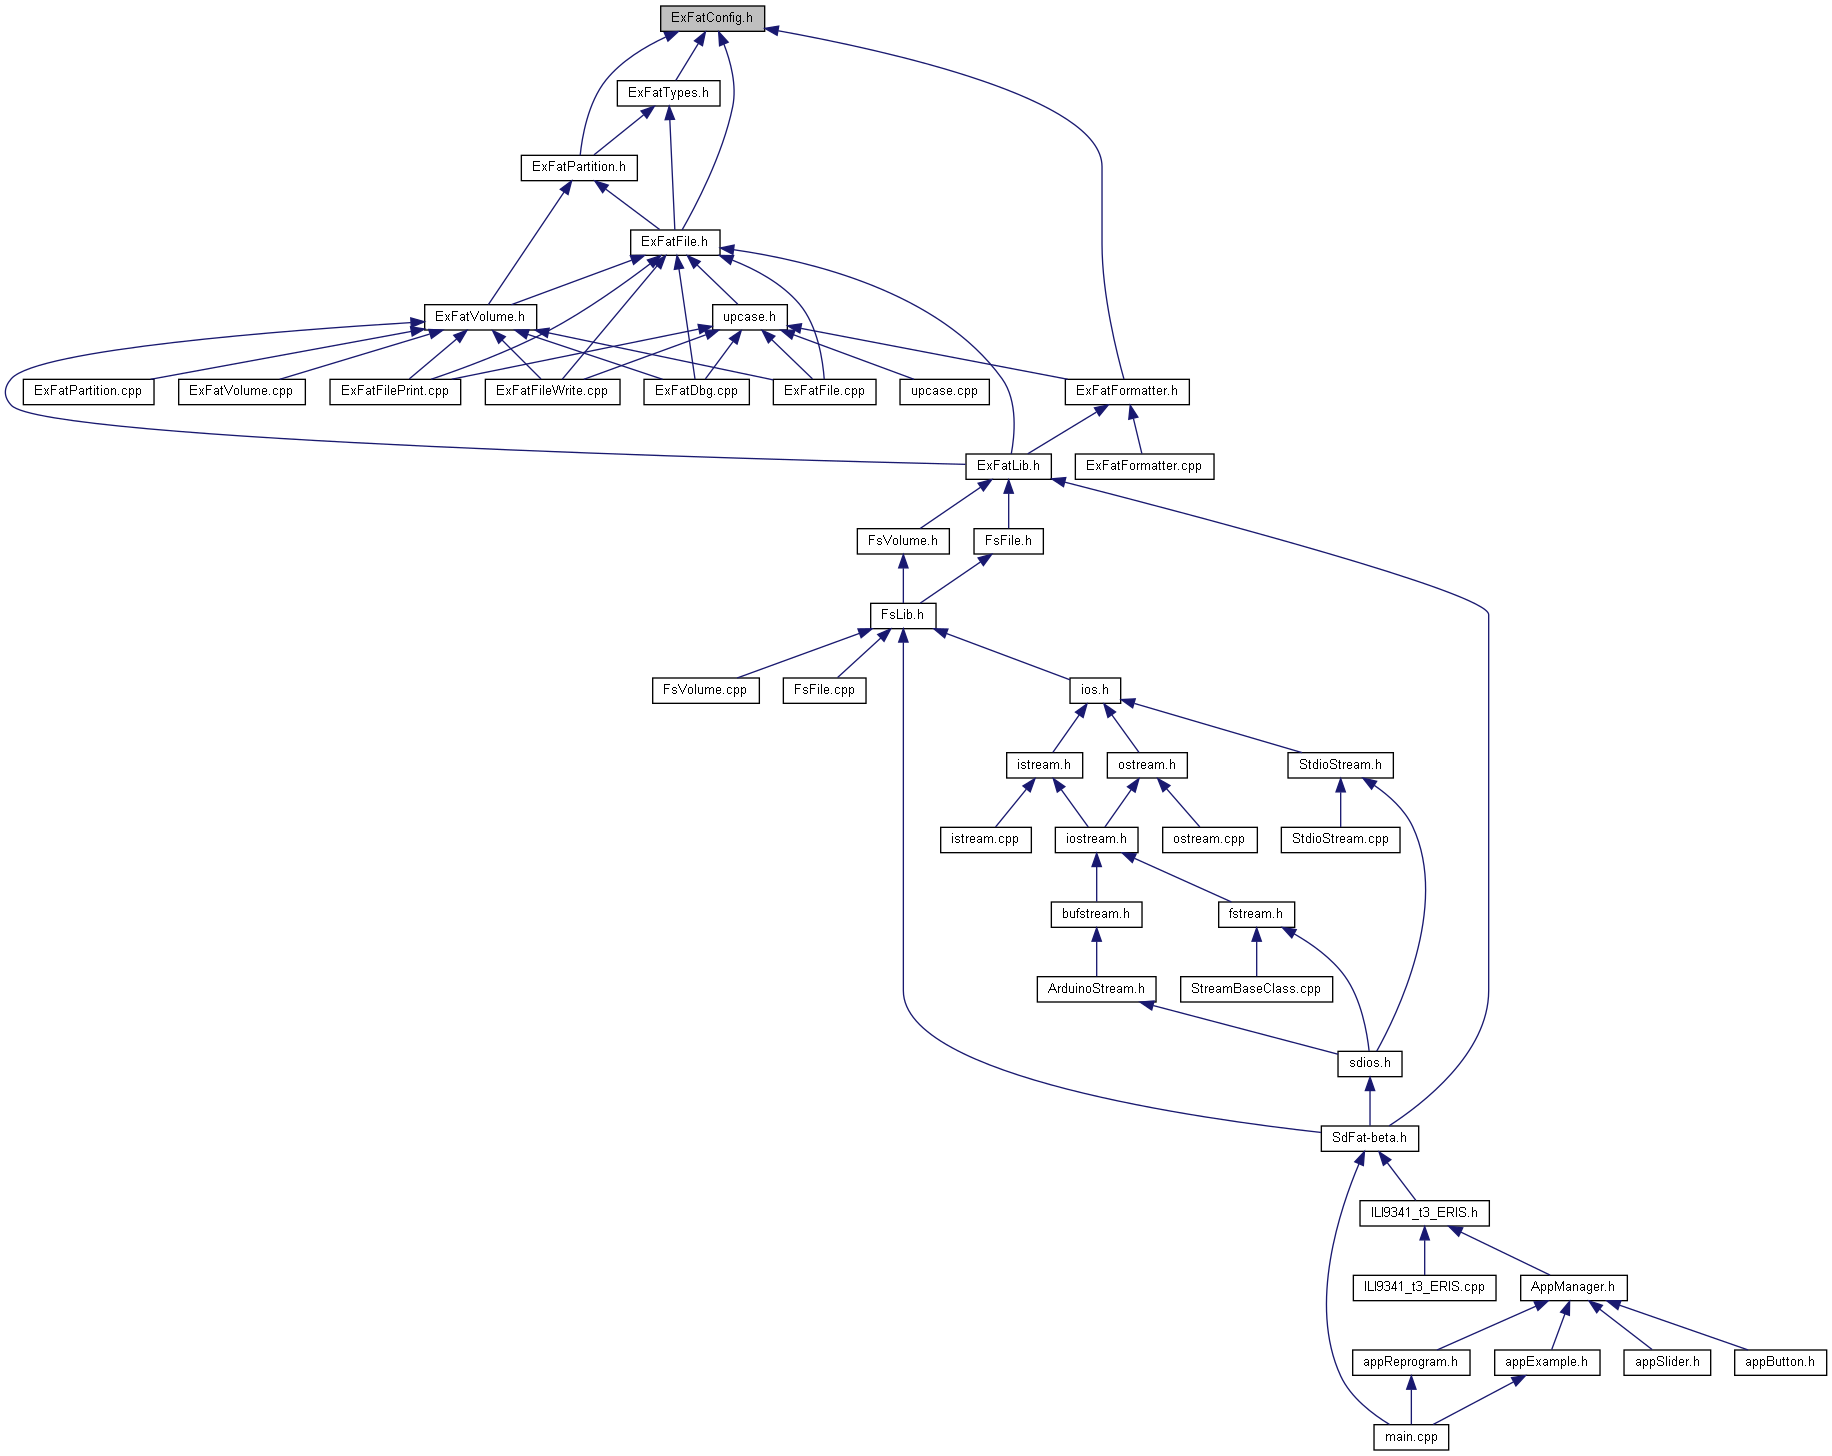 ExFatConfig.h
ExFatTypes.h
ExFatPartition.h
ExFatFile.h
ExFatVolume.h
upcase.h
ExFatPartition.cpp
ExFatVolume.cpp
ExFatFilePrint.cpp
ExFatFileWrite.cpp
ExFatDbg.cpp
ExFatFile.cpp
upcase.cpp
ExFatFormatter.h
ExFatLib.h
ExFatFormatter.cpp
FsVolume.h
FsFile.h
FsLib.h
FsVolume.cpp
FsFile.cpp
ios.h
istream.h
ostream.h
StdioStream.h
istream.cpp
iostream.h
ostream.cpp
StdioStream.cpp
bufstream.h
fstream.h
ArduinoStream.h
StreamBaseClass.cpp
sdios.h
SdFat-beta.h
ILI9341_t3_ERIS.h
ILI9341_t3_ERIS.cpp
AppManager.h
appReprogram.h
appExample.h
appSlider.h
appButton.h
main.cpp